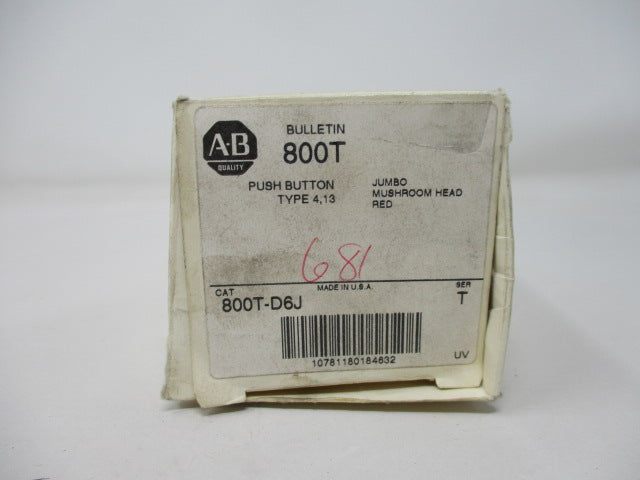 A-B
QUALITY
BULLETIN
800T
PUSH BUTTON
TYPE 4,13
JUMBO
MUSHROOM HEAD
RED
681
MADE IN U.S.A.
CAT
800T-D6J
SER
T
10781180184632
UV